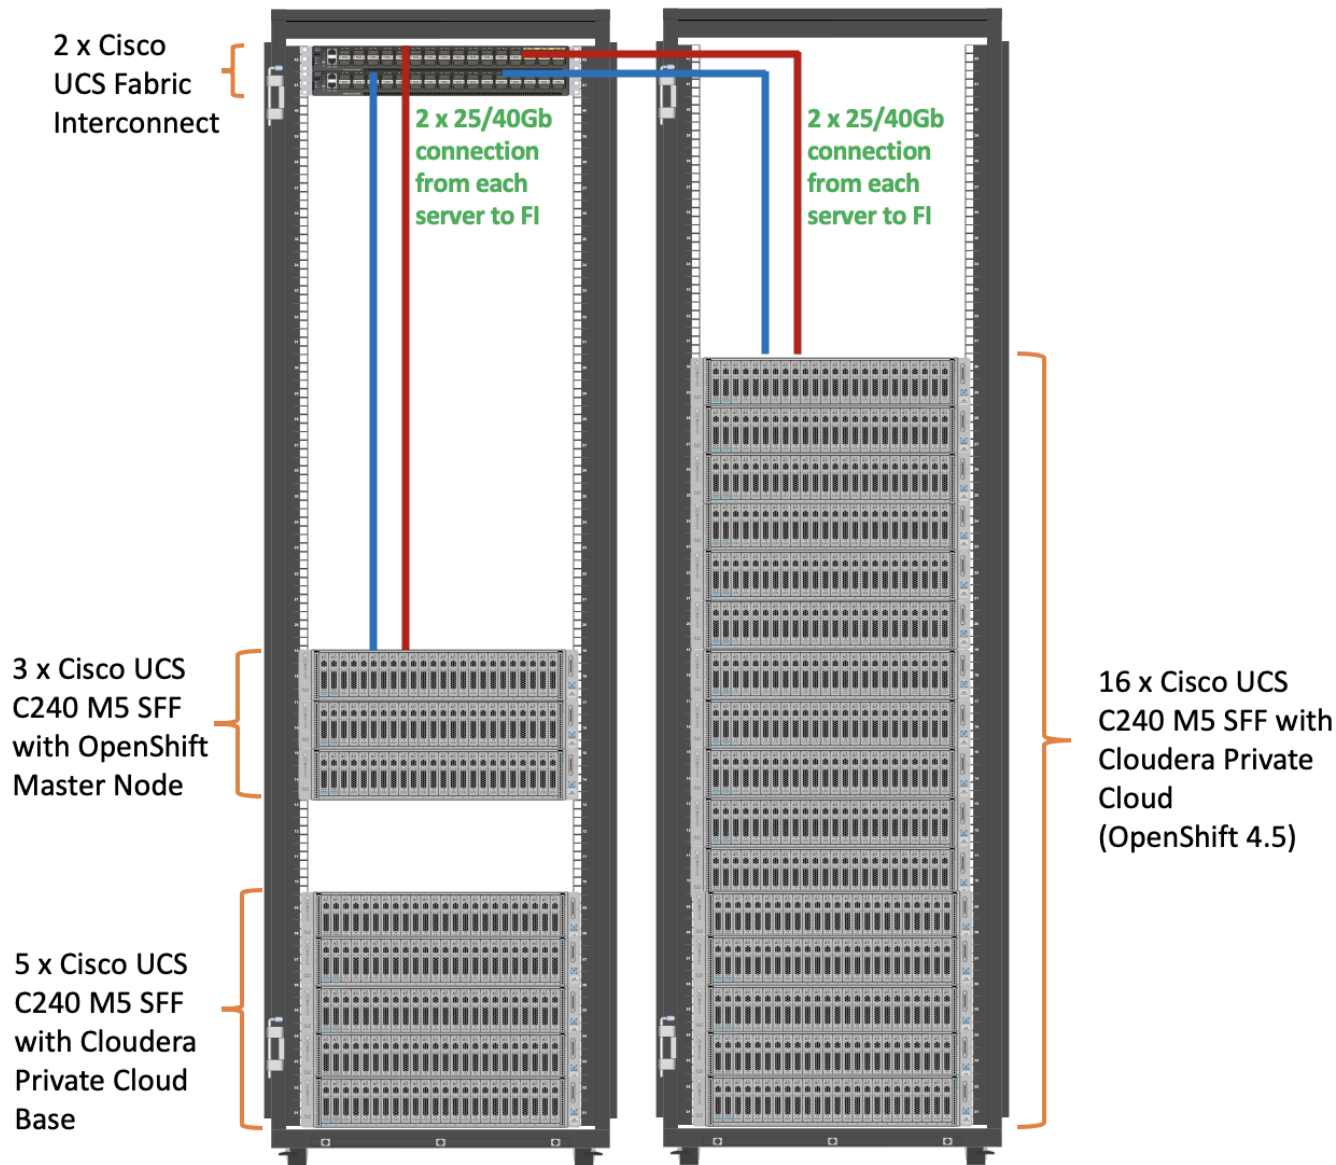 2 x Cisco
UCS Fabric
Interconnect
2 x 25/40Gb
connection
from each
server to FI
2 x 25/40Gb
connection
from each
server to FI
3 x Cisco UCS
C240 M5 SFF
with OpenShift
Master Node
16 x Cisco UCS
C240 M5 SFF with
Cloudera Private
Cloud
(OpenShift 4.5)
5 x Cisco UCS
C240 M5 SFF
with Cloudera
Private Cloud
Base